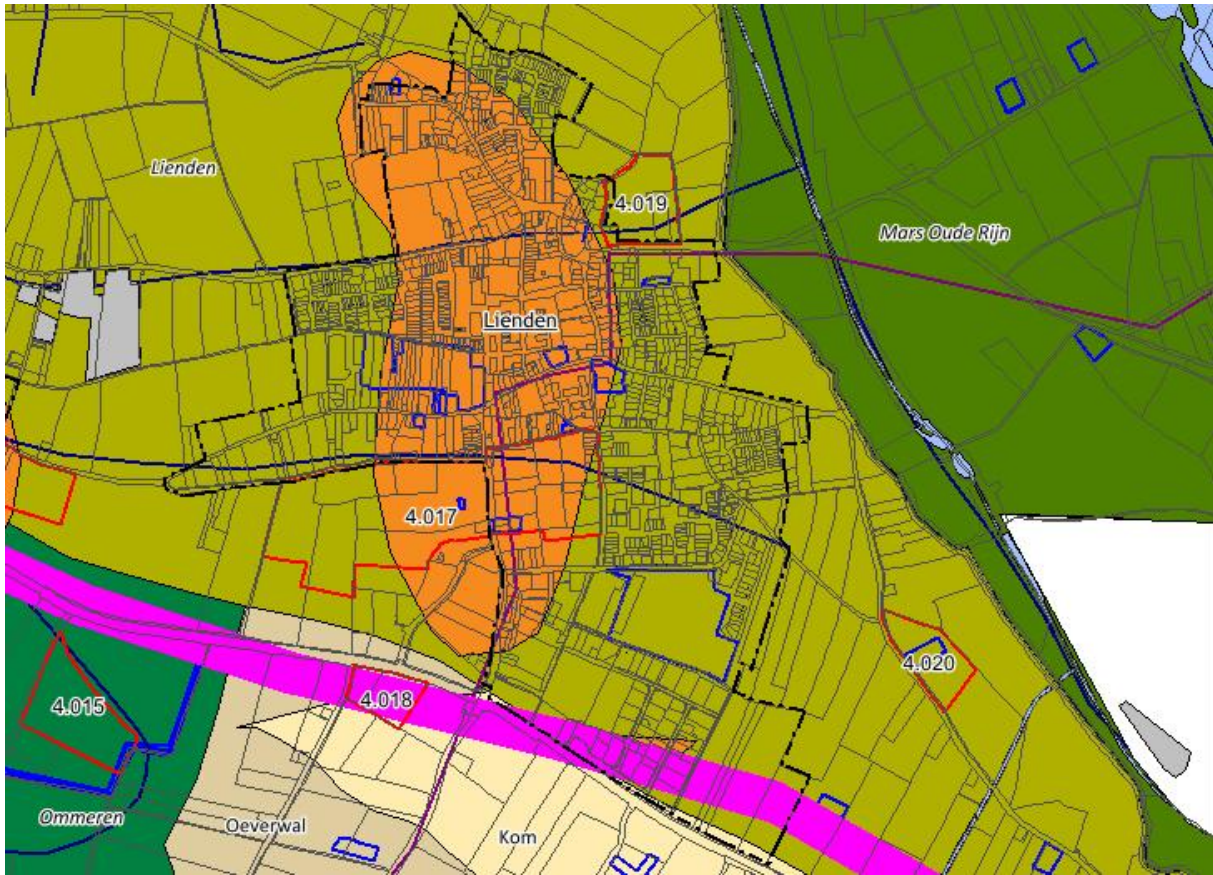 Lienden
4.019
Mars Oude Rijn
Lienden
4.017
4.020
4.015
4.018
Ommeren
Oeverwal
Kom